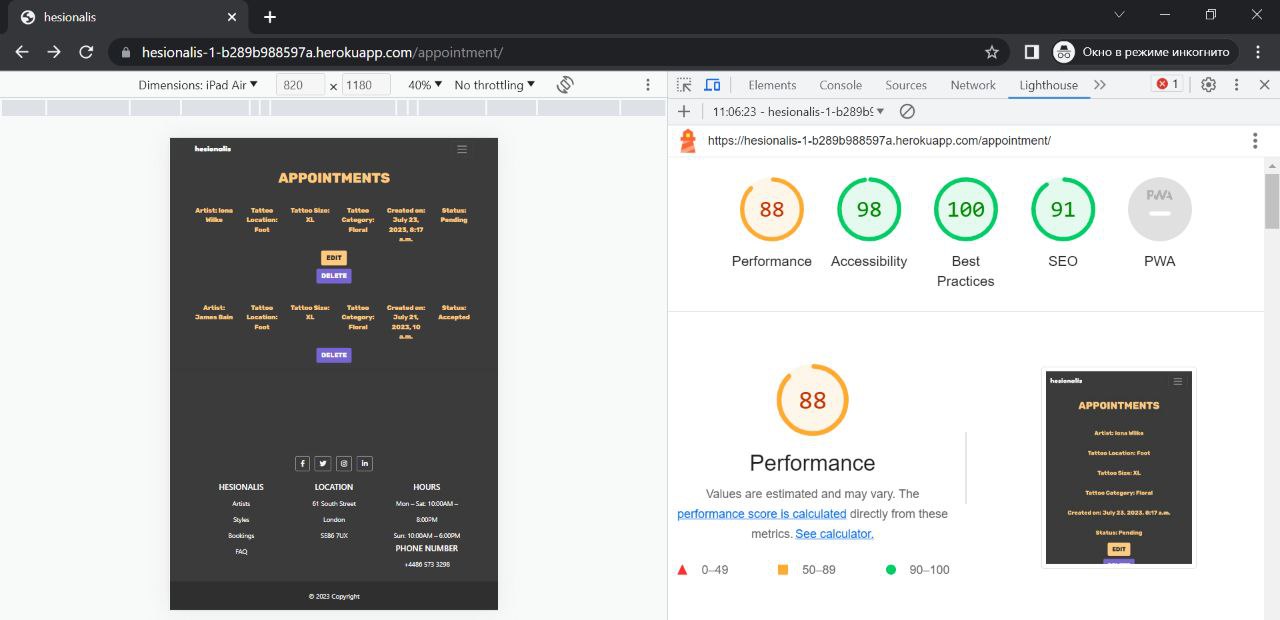 hesionalis
hesionalis-1-b289b988597a.herokuapp.com/appointment/
Окно в режиме инкогнито
Dimensions: iPad Air
820
x
1180
40%
No throttling
Elements
Console
Sources
Network
Lighthouse
1
11:06:23 - hesionalis-1-b289b
https://hesionalis-1-b289b988597a.herokuapp.com/appointment/
hesionalis
APPOINTMENTS
Artist: Iona
Wilke
Tattoo
Location:
Foot
Tattoo Size:
XL
Tattoo
Category:
Floral
Created on:
July 23,
2023, 8:17
a.m.
Status:
Pending
EDIT
DELETE
Artist:
James Bain
Tattoo
Location:
Foot
Tattoo Size:
XL
Tattoo
Category:
Floral
Created on:
July 21,
2023, 10
a.m.
Status:
Accepted
DELETE
HESIONALIS
Artists
Styles
Bookings
FAQ
LOCATION
61 South Street
London
SE86 7UX
HOURS
Mon – Sat: 10:00AM –
8:00PM
Sun: 10:00AM – 6:00PM
PHONE NUMBER
+4486 573 3298
© 2023 Copyright
88
Performance
98
Accessibility
100
Best
Practices
91
SEO
PWA
PWA
88
Performance
Values are estimated and may vary. The
performance score is calculated directly from these
metrics. See calculator.
0–49
50–89
90–100
hesionalis
APPOINTMENTS
Artist: Iona Wilke
Tattoo Location: Foot
Tattoo Size: XL
Tattoo Category: Floral
Created on: July 23, 2023, 8:17 a.m.
Status: Pending
EDIT